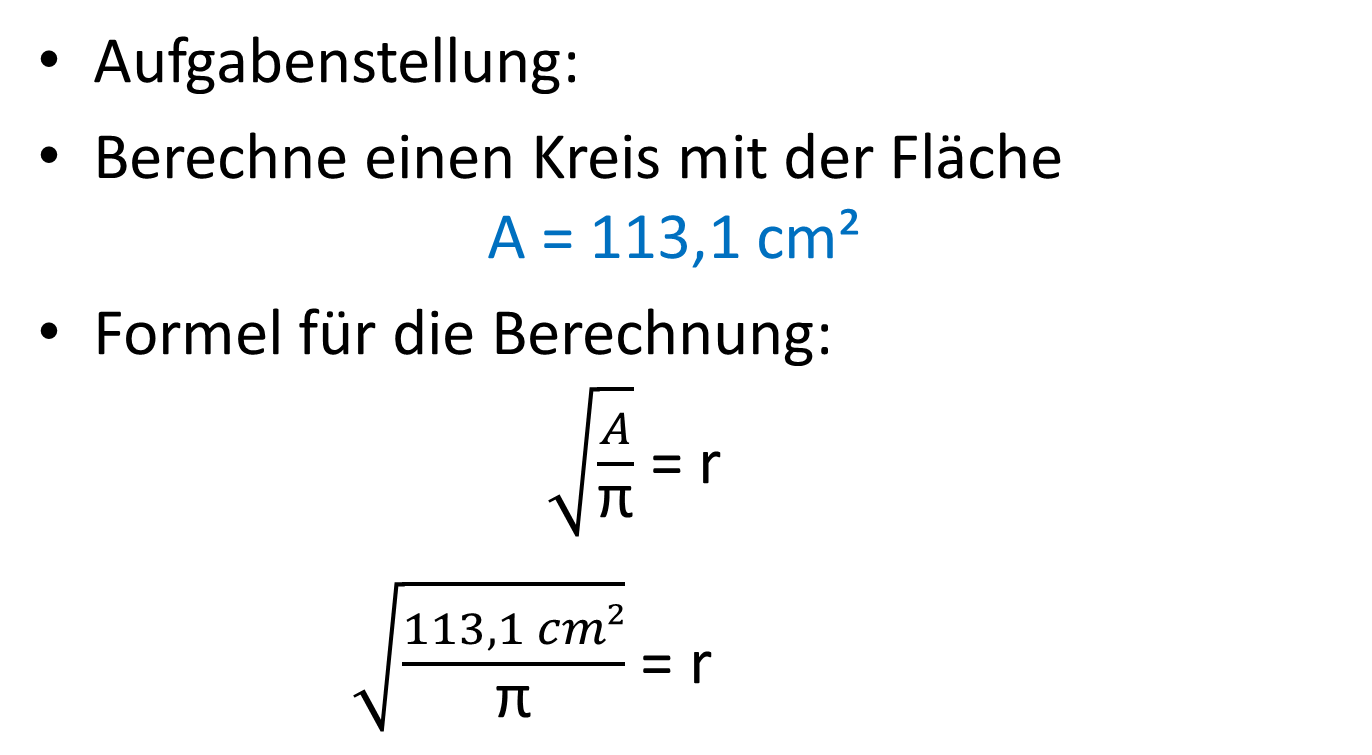 • Aufgabenstellung:
• Berechne einen Kreis mit der Fläche
A = 113,1 cm²
• Formel für die Berechnung:
√(A/π) = r
√(113,1 cm²/π) = r